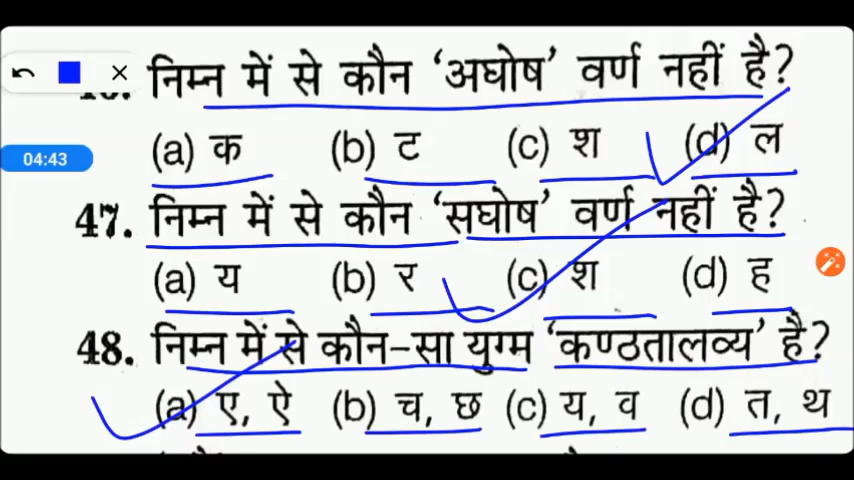 निम्न में से कौन ‘अघोष’ वर्ण नहीं है?
(a) क (b) ट (c) श (d) ल
04:43
47. निम्न में से कौन ‘सघोष’ वर्ण नहीं है?
(a) य (b) र (c) श (d) ह
48. निम्न में से कौन-सा युग्म ‘कण्ठतालव्य’ है?
(a) ए, ऐ (b) च, छ (c) य, व (d) त, थ